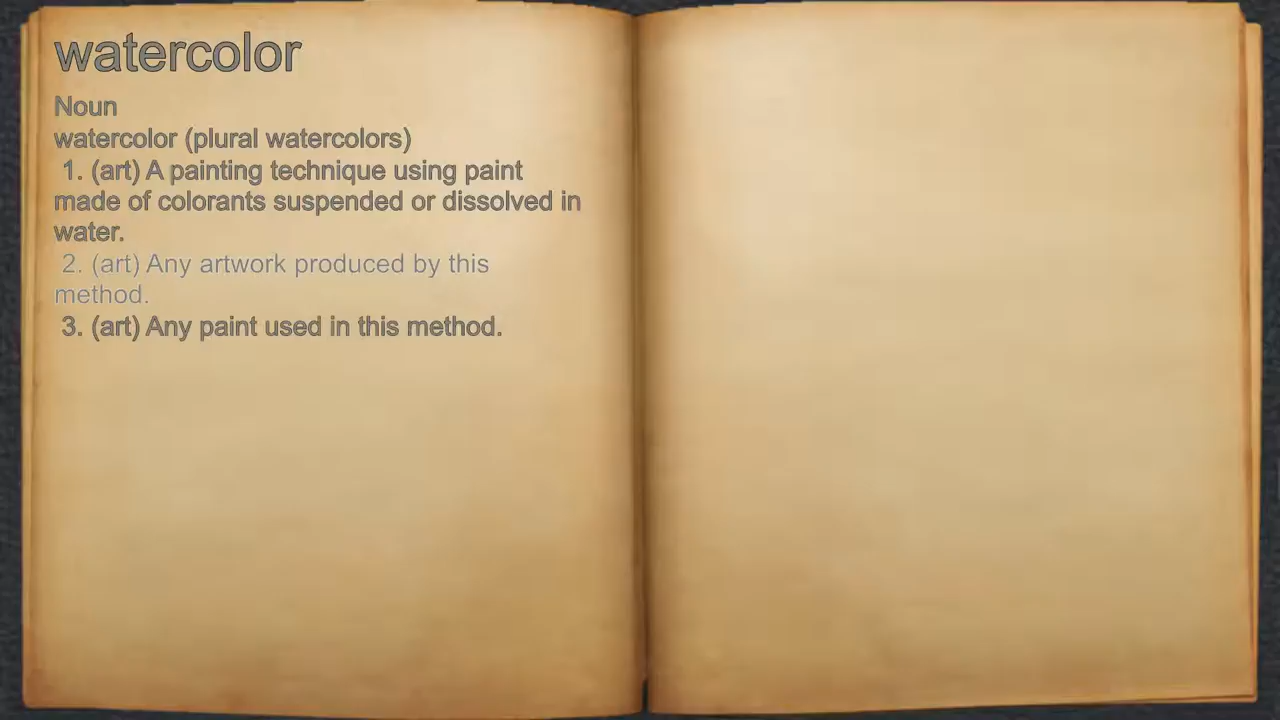 watercolor
Noun
watercolor (plural watercolors)
1. (art) A painting technique using paint
made of colorants suspended or dissolved in
water.
2. (art) Any artwork produced by this
method.
3. (art) Any paint used in this method.